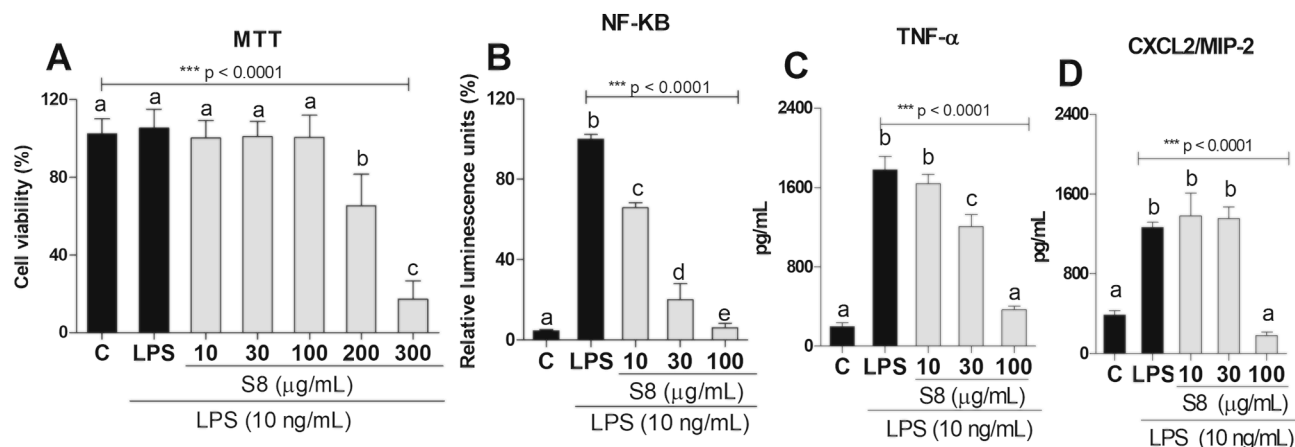 A
MTT
*** p < 0.0001
Cell viability (%)
120
80
40
0
a a a a a b c
C LPS 10 30 100 200 300
S8 (μg/mL)
LPS (10 ng/mL)
B
NF-KB
*** p < 0.0001
Relative luminescence units (%)
120
80
40
0
a b c d e
C LPS 10 30 100
S8 (μg/mL)
LPS (10 ng/mL)
C
TNF-α
*** p < 0.0001
pg/mL
2400
1600
800
0
a b b c a
C LPS 10 30 100
S8 (μg/mL)
LPS (10 ng/mL)
D
CXCL2/MIP-2
*** p < 0.0001
pg/mL
2400
1600
800
0
a b b b a
C LPS 10 30 100
S8 (μg/mL)
LPS (10 ng/mL)